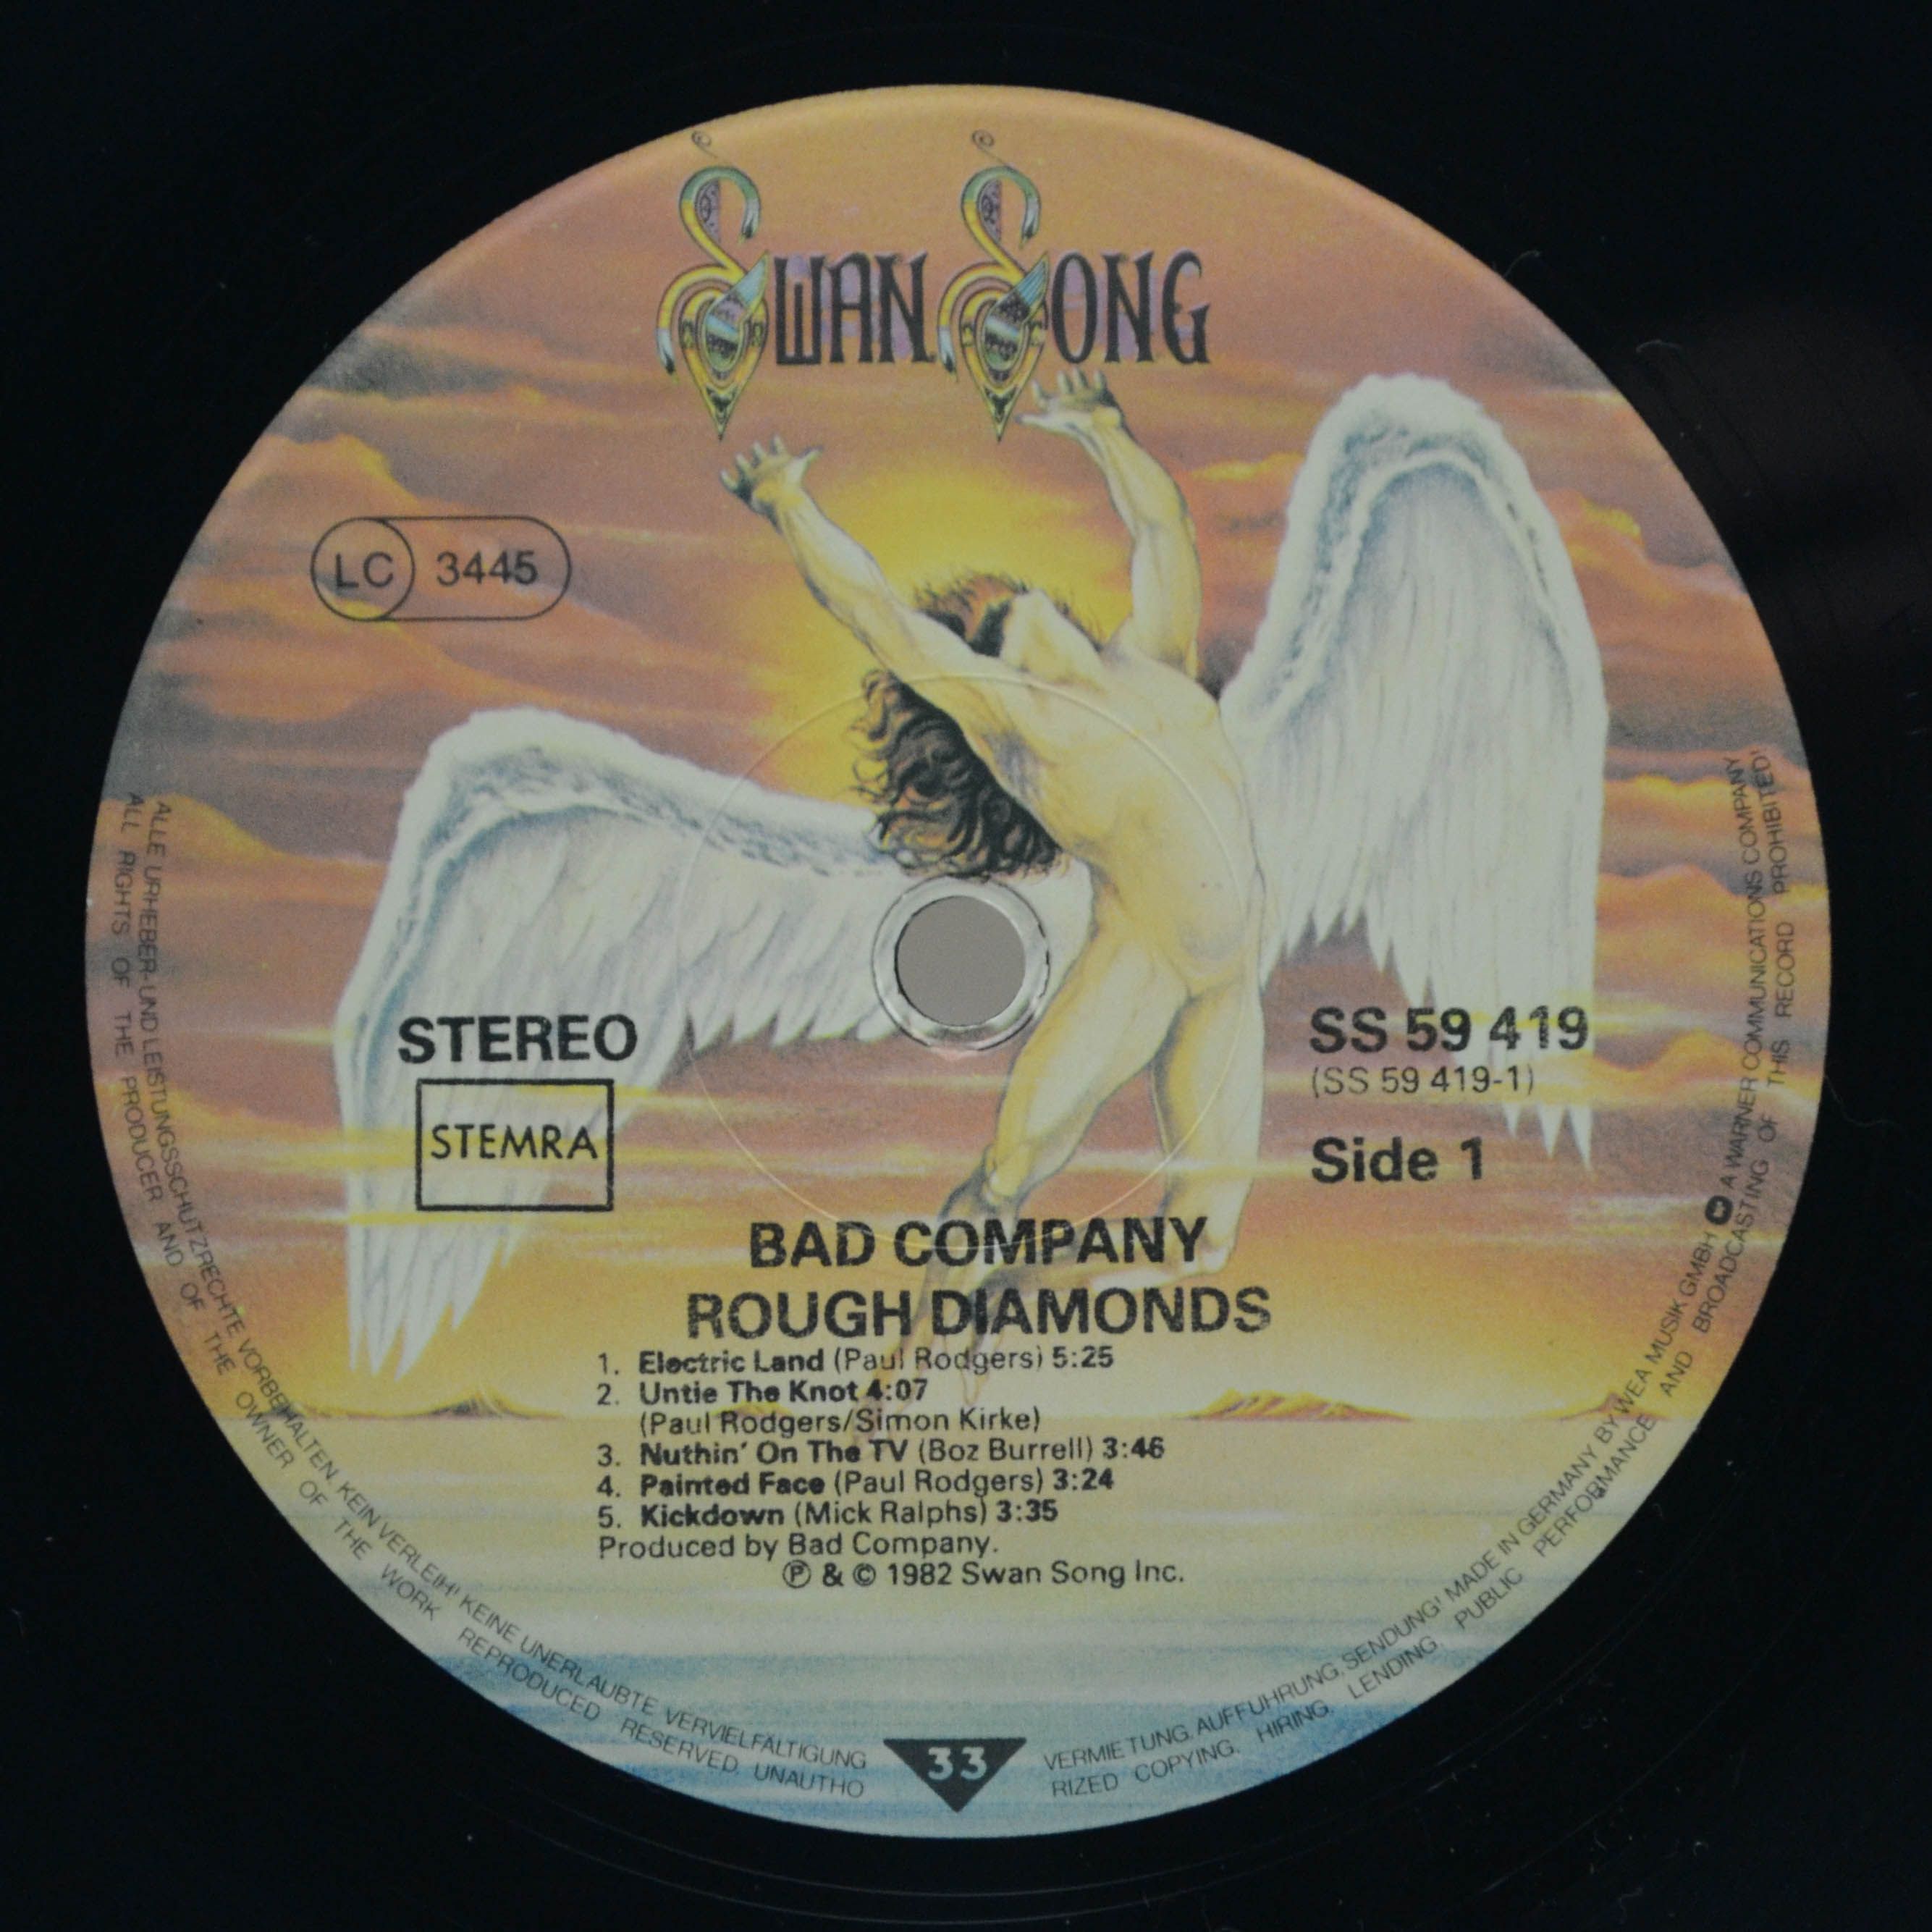 SWAN SONG
LC 3445
STEREO
STEMRA
SS 59 419
(SS 59 419-1)
Side 1
BAD COMPANY
ROUGH DIAMONDS
1. Electric Land (Paul Rodgers) 5:25
2. Untie The Knot 4:07
(Paul Rodgers/Simon Kirke)
3. Nuthin' On The TV (Boz Burrell) 3:46
4. Painted Face (Paul Rodgers) 3:24
5. Kickdown (Mick Ralphs) 3:35
Produced by Bad Company.
Ⓟ & © 1982 Swan Song Inc.
33
ALLE URHEBER-UND LEISTUNGSSCHUTZRECHTE VORBEHALTEN. KEIN VERLEIH! KEINE UNERLAUBTE VERVIELFÄLTIGUNG VERMIETUNG, AUFFÜHRUNG, SENDUNG! MADE IN GERMANY BY WEA MUSIK GMBH A WARNER COMMUNICATIONS COMPANY
ALL RIGHTS OF THE PRODUCER AND OF THE OWNER OF THE WORK REPRODUCED RESERVED. UNAUTHO RIZED COPYING, HIRING, LENDING, PUBLIC PERFORMANCE AND BROADCASTING OF THIS RECORD PROHIBITED!